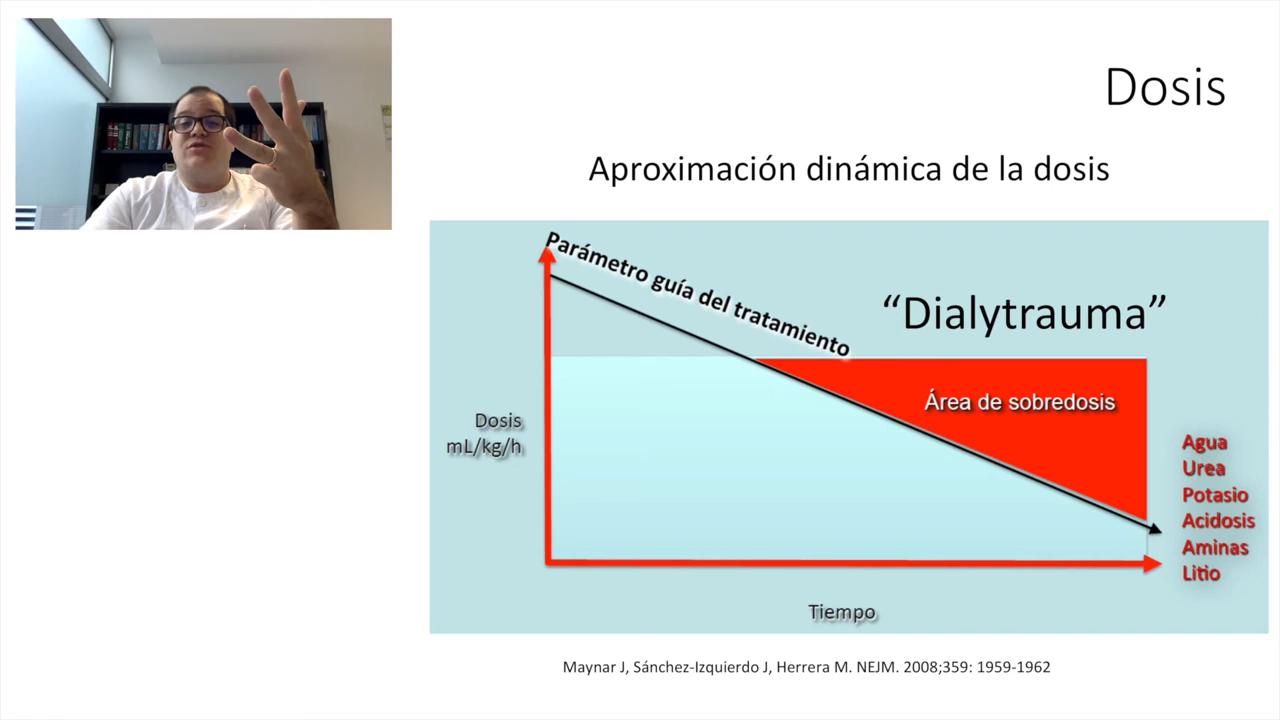 Dosis
Aproximación dinámica de la dosis
Parámetro guía del tratamiento
“Dialytrauma”
Área de sobredosis
Dosis
mL/kg/h
Agua
Urea
Potasio
Acidosis
Aminas
Litio
Tiempo
Maynar J, Sánchez-Izquierdo J, Herrera M. NEJM. 2008;359: 1959-1962